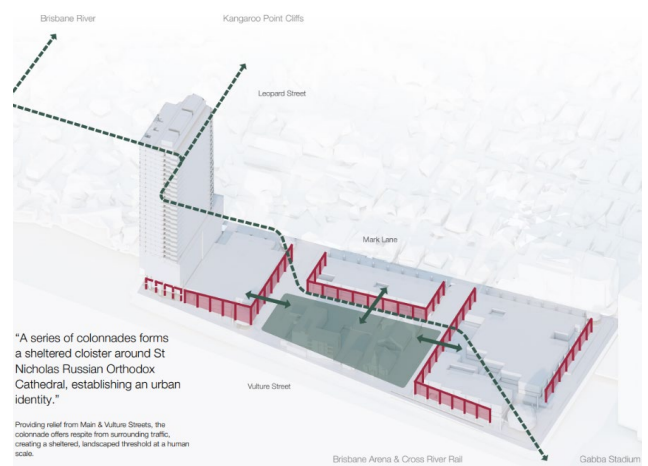 Brisbane River
Kangaroo Point Cliffs
Leopard Street
Mark Lane
“A series of colonnades forms
a sheltered cloister around St
Nicholas Russian Orthodox
Cathedral, establishing an urban
identity.”
Vulture Street
Providing relief from Main & Vulture Streets, the
colonnade offers respite from surrounding traffic,
creating a sheltered, landscaped threshold at a human
scale.
Brisbane Arena & Cross River Rail
Gabba Stadium